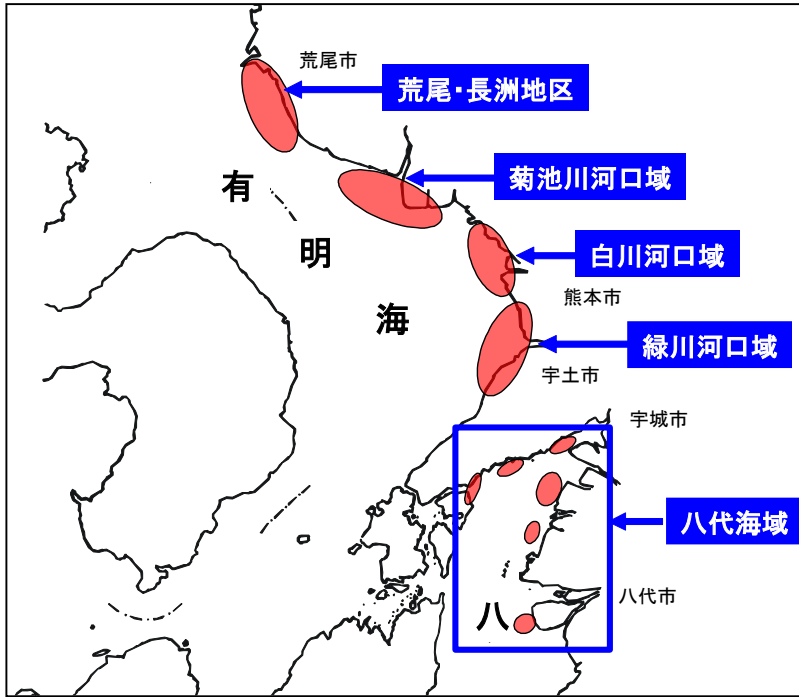 荒尾市
荒尾・長洲地区
菊池川河口域
有
明
海
白川河口域
熊本市
緑川河口域
宇土市
宇城市
八代海域
八代市
八